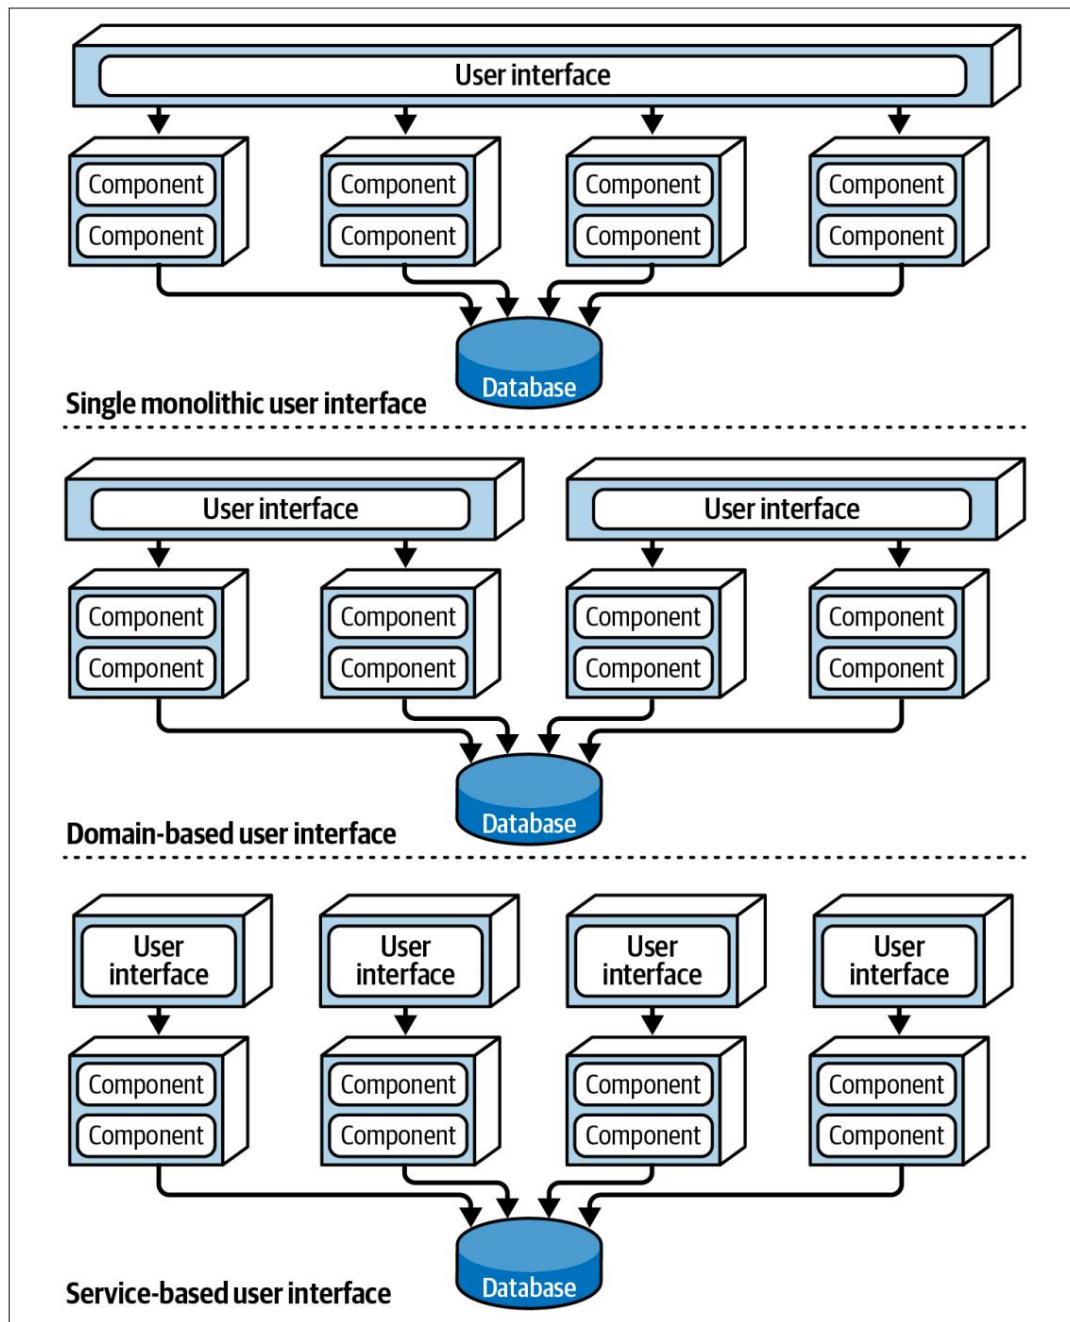 User interface
Component Component Component Component
Component Component Component Component
Database
Single monolithic user interface
User interface User interface
Component Component Component Component
Component Component Component Component
Database
Domain-based user interface
User User User User
interface interface interface interface
Component Component Component Component
Component Component Component Component
Database
Service-based user interface